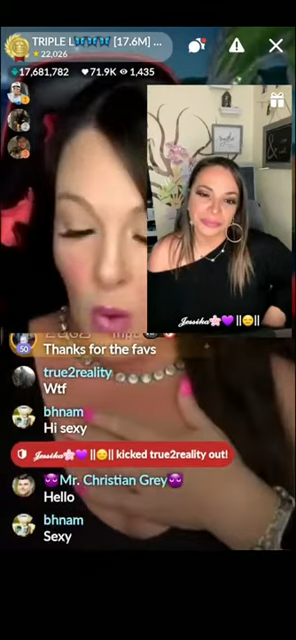 TRIPLE L🦋🦋🦋 [17.6M] ...
22,026
17,681,782 71.9K 1,435
Jessika🌸💜||😑||
50
Thanks for the favs
true2reality
Wtf
bhnam
Hi sexy
Jessika🌸💜||😑|| kicked true2reality out!
😈Mr. Christian Grey😈
Hello
bhnam
Sexy